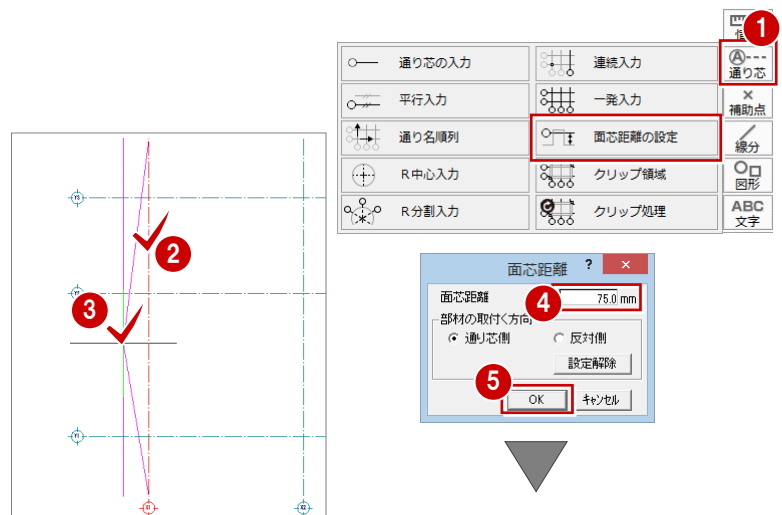 1
Ⓐ---
通り芯
通り芯の入力
連続入力
平行入力
一発入力
×
補助点
通り名順列
面芯距離の設定
線分
R中心入力
クリップ領域
図形
R分割入力
クリップ処理
ABC
文字
Y3
2
3
Y1
X1
X2
面芯距離 ? ×
面芯距離
4
75.0 mm
部材の取付く方向
通り芯側
反対側
設定解除
5
OK
キャンセル